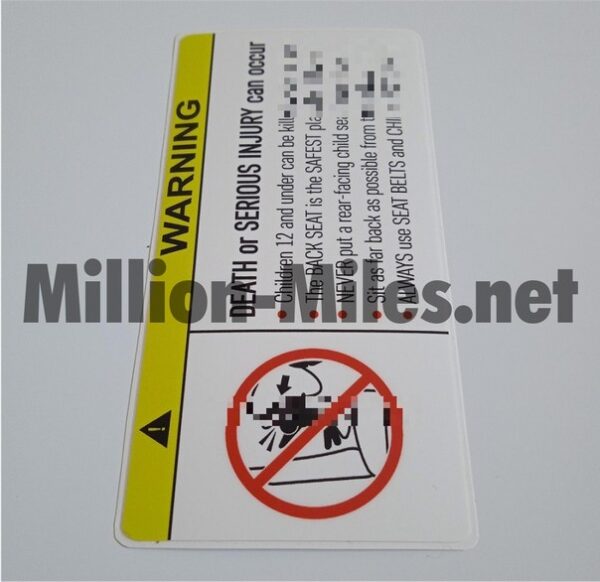 WARNING
DEATH or SERIOUS INJURY can occur
• Children 12 and under can be
• The BACK SEAT is the SAFEST
• NEVER put a rear-facing child
• Sit as far back as possible from
• ALWAYS use SEAT BELTS and
Million-Miles.net